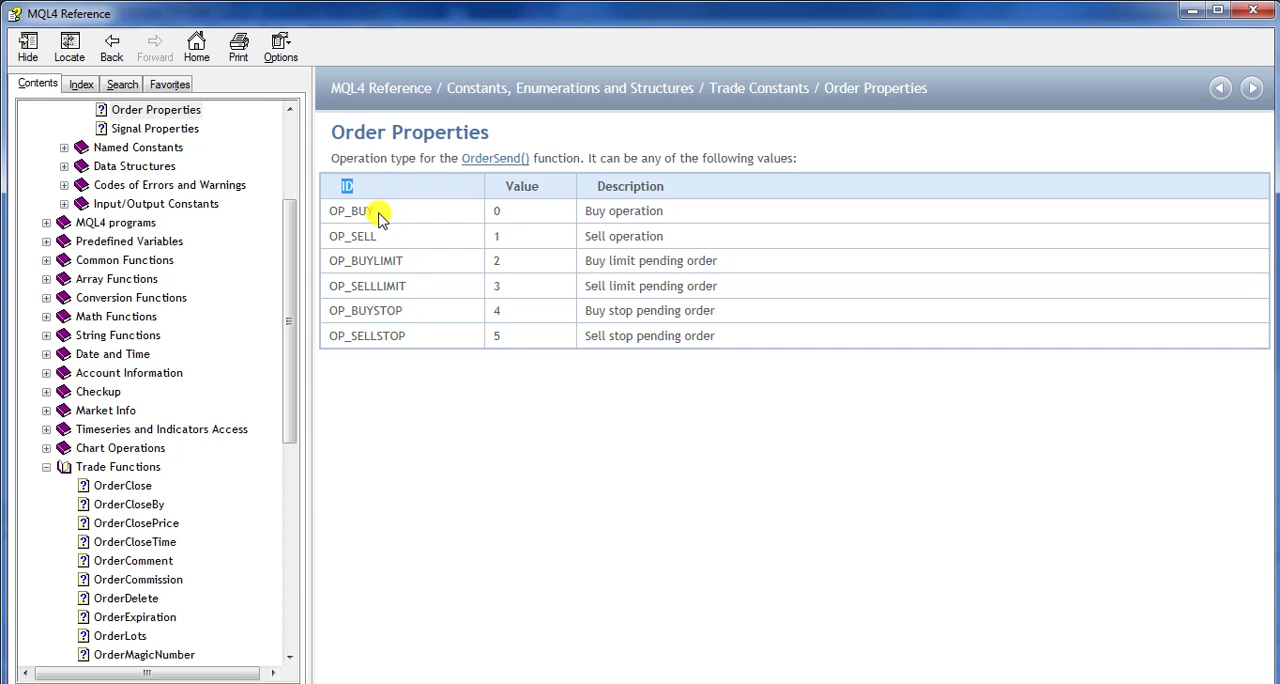 MQL4 Reference
Hide Locate Back Forward Home Print Options
Contents Index Search Favorites
Order Properties
Signal Properties
Named Constants
Data Structures
Codes of Errors and Warnings
Input/Output Constants
MQL4 programs
Predefined Variables
Common Functions
Array Functions
Conversion Functions
Math Functions
String Functions
Date and Time
Account Information
Checkup
Market Info
Timeseries and Indicators Access
Chart Operations
Trade Functions
OrderClose
OrderCloseBy
OrderClosePrice
OrderCloseTime
OrderComment
OrderCommission
OrderDelete
OrderExpiration
OrderLots
OrderMagicNumber
MQL4 Reference / Constants, Enumerations and Structures / Trade Constants / Order Properties
Order Properties
Operation type for the OrderSend() function. It can be any of the following values:
ID Value Description
OP_BUY 0 Buy operation
OP_SELL 1 Sell operation
OP_BUYLIMIT 2 Buy limit pending order
OP_SELLLIMIT 3 Sell limit pending order
OP_BUYSTOP 4 Buy stop pending order
OP_SELLSTOP 5 Sell stop pending order